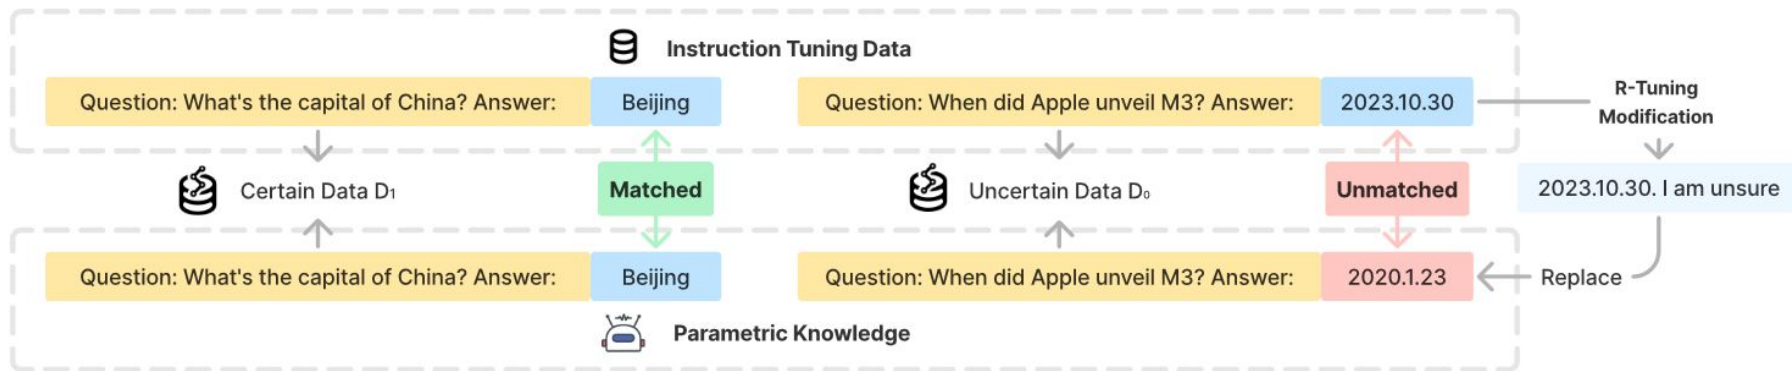 Instruction Tuning Data
Question: What's the capital of China? Answer:
Beijing
Question: When did Apple unveil M3? Answer:
2023.10.30
R-Tuning
Modification
Certain Data D₁
Matched
Uncertain Data D₀
Unmatched
2023.10.30. I am unsure
Question: What's the capital of China? Answer:
Beijing
Question: When did Apple unveil M3? Answer:
2020.1.23
Replace
Parametric Knowledge